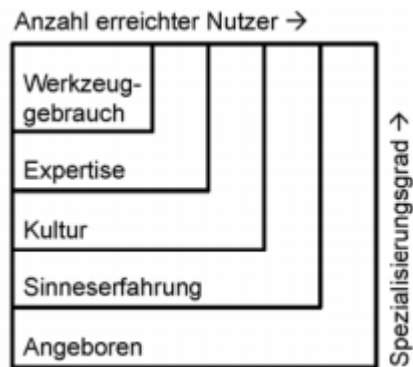 Anzahl erreichter Nutzer →
Werkzeug-
gebrauch
Expertise
Kultur
Sinneserfahrung
Angeboren
Spezialisierungsgrad →